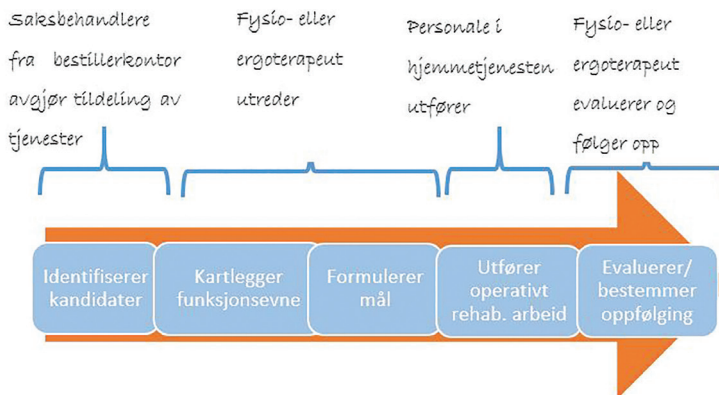 Saksbehandlere
fra bestillerkontor
avgjør tildeling av
tjenester
Fysio- eller
ergoterapeut
utreder
Personale i
hjemmetjenesten
utfører
Fysio- eller
ergoterapeut
evaluerer og
følger opp
Identifiserer
kandidater
Kartlegger
funksjonsevne
Formulerer
mål
Utfører
operativt
rehab. arbeid
Evaluerer/
bestemmer
oppfølging